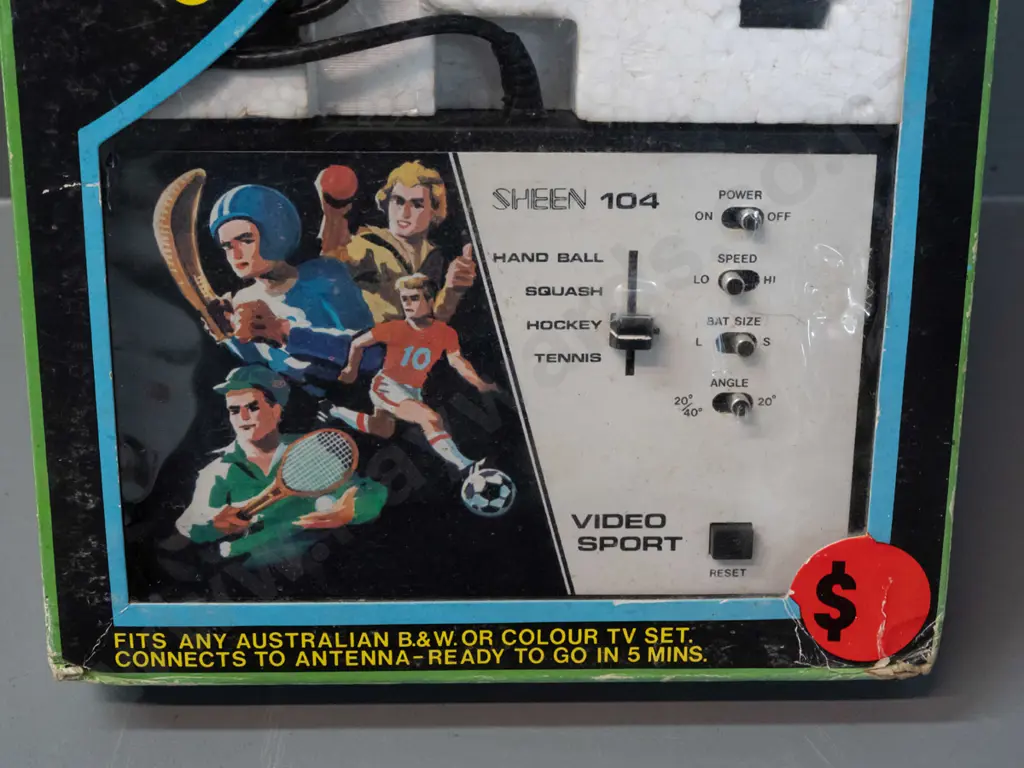 SHEEN 104
POWER
ON OFF
HAND BALL
SPEED
LO HI
SQUASH
BAT SIZE
HOCKEY
L S
TENNIS
ANGLE
20°/40° 20°
10
VIDEO
SPORT
RESET
$
FITS ANY AUSTRALIAN B.&W. OR COLOUR TV SET.
CONNECTS TO ANTENNA-READY TO GO IN 5 MINS.